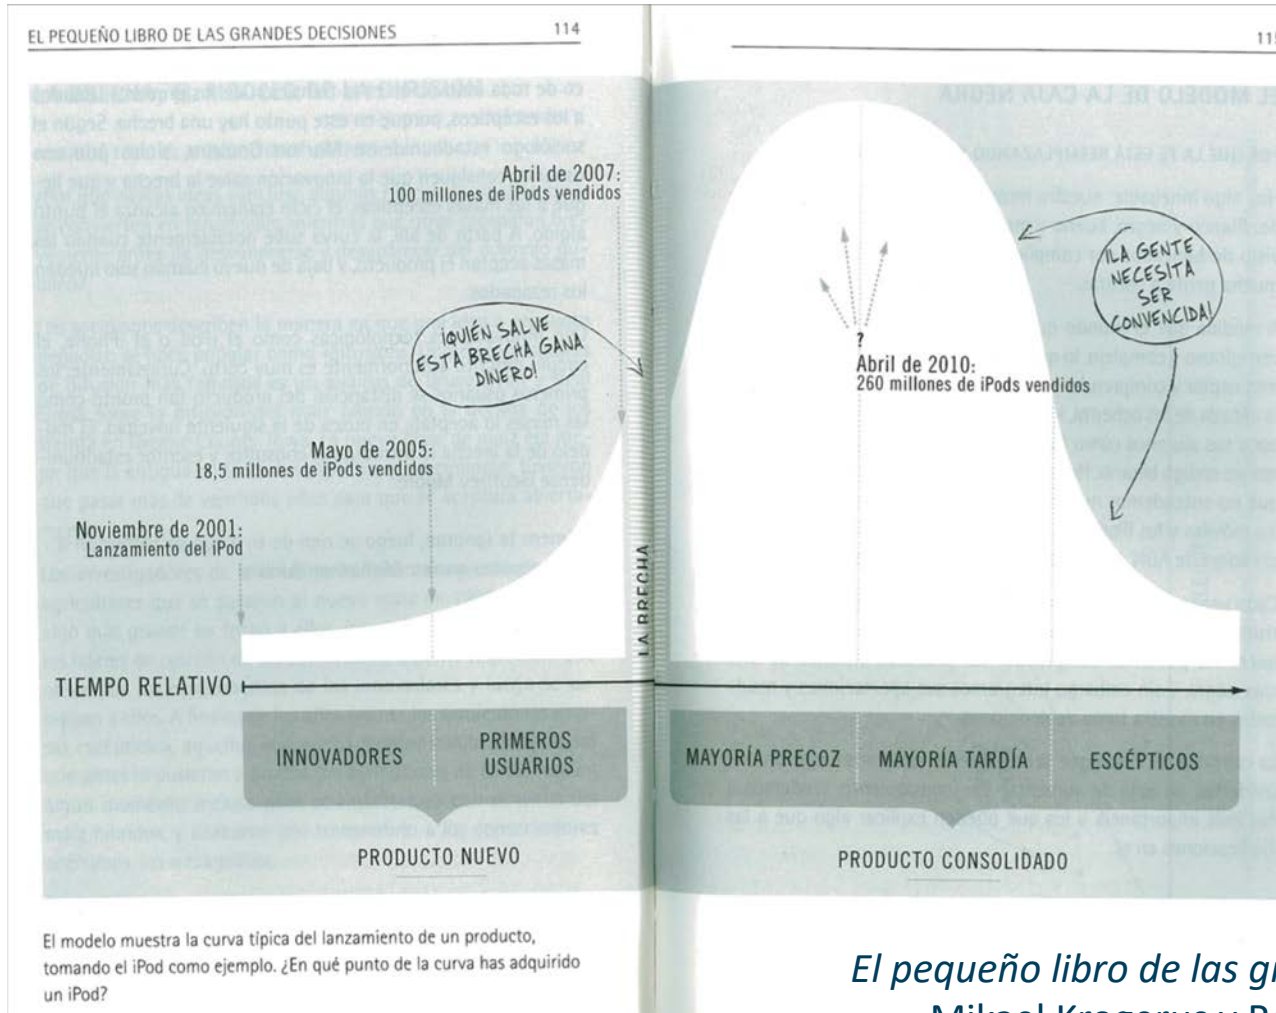 EL PEQUEÑO LIBRO DE LAS GRANDES DECISIONES
114
115
Abril de 2007:
100 millones de iPods vendidos
¡QUIÉN SALVE
ESTA BRECHA GANA
DINERO!
Mayo de 2005:
18,5 millones de iPods vendidos
Noviembre de 2001:
Lanzamiento del iPod
LA BRECHA
¡LA GENTE
NECESITA
SER
CONVENCIDA!
?
Abril de 2010:
260 millones de iPods vendidos
TIEMPO RELATIVO
INNOVADORES
PRIMEROS
USUARIOS
MAYORÍA PRECOZ
MAYORÍA TARDÍA
ESCÉPTICOS
PRODUCTO NUEVO
PRODUCTO CONSOLIDADO
El modelo muestra la curva típica del lanzamiento de un producto,
tomando el iPod como ejemplo. ¿En qué punto de la curva has adquirido
un iPod?
El pequeño libro de las
Mikael Krogerus y